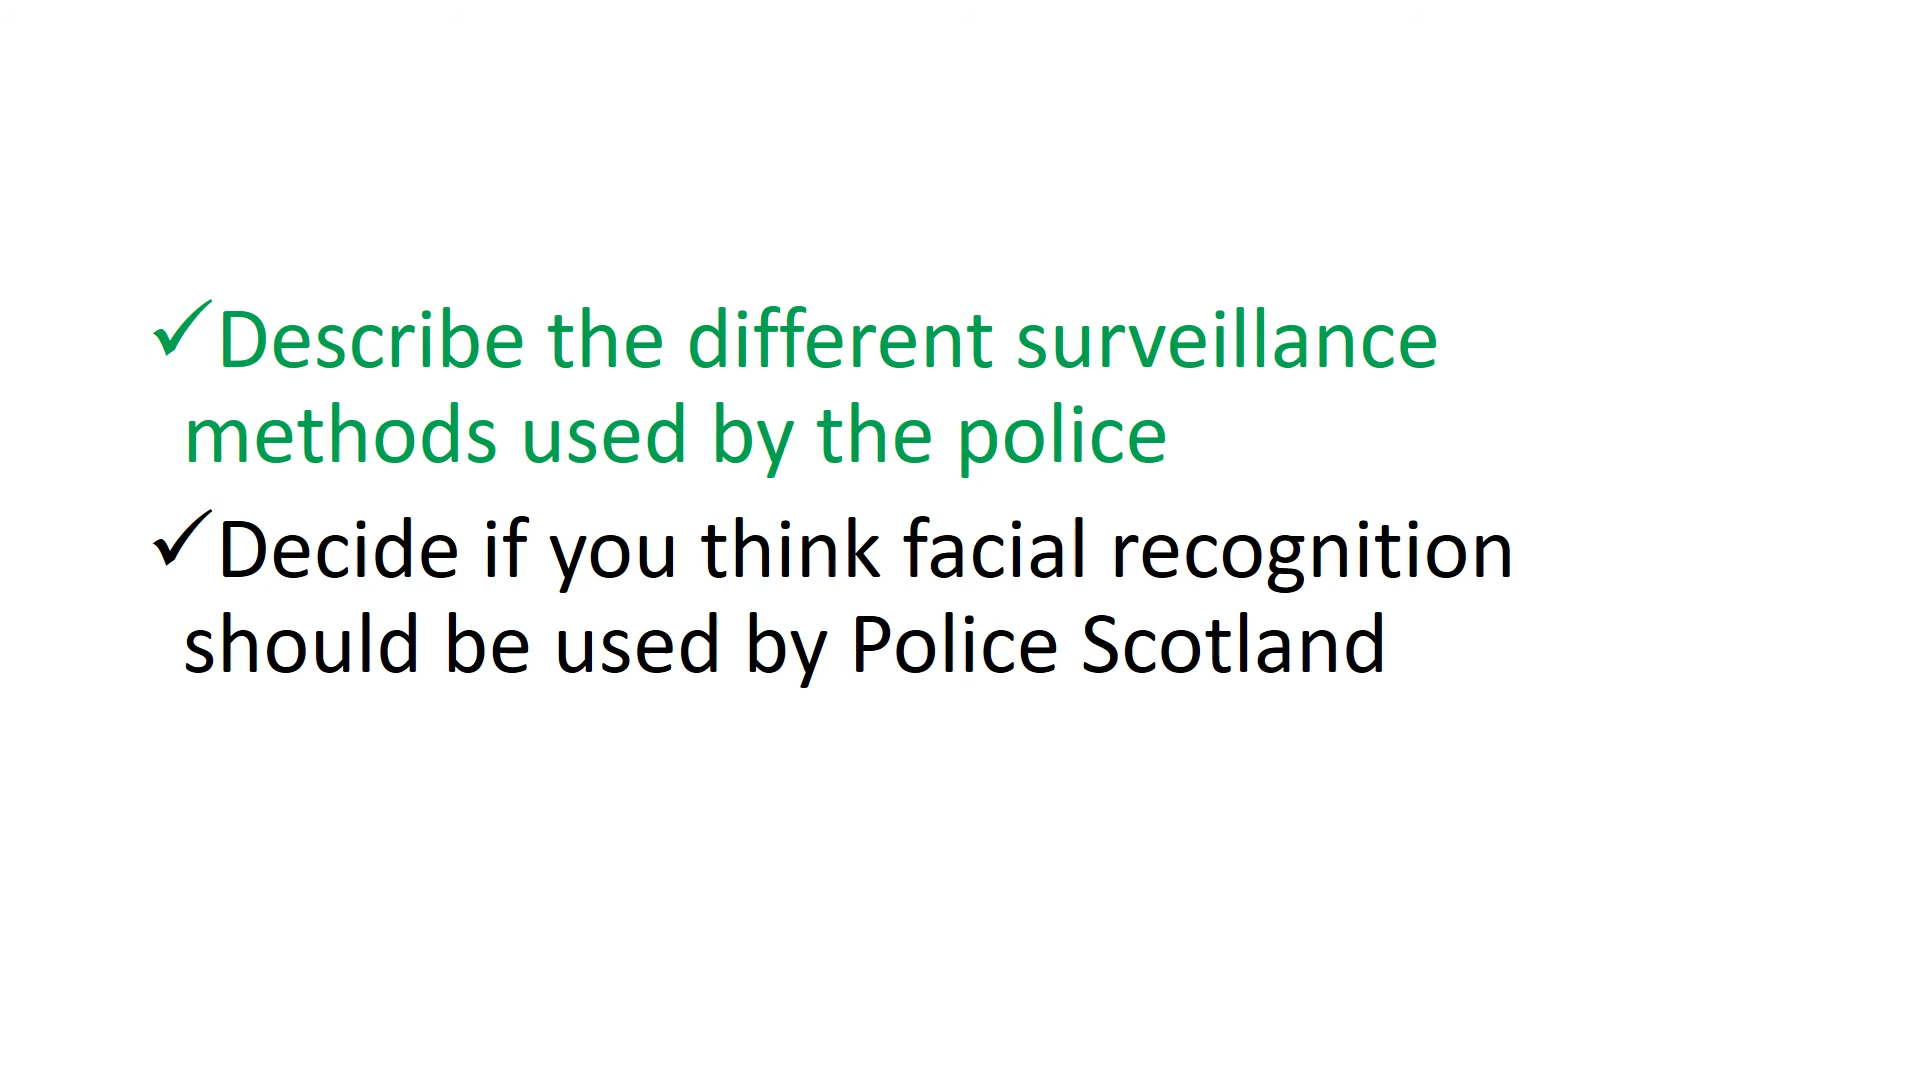 ✓Describe the different surveillance
methods used by the police
✓Decide if you think facial recognition
should be used by Police Scotland